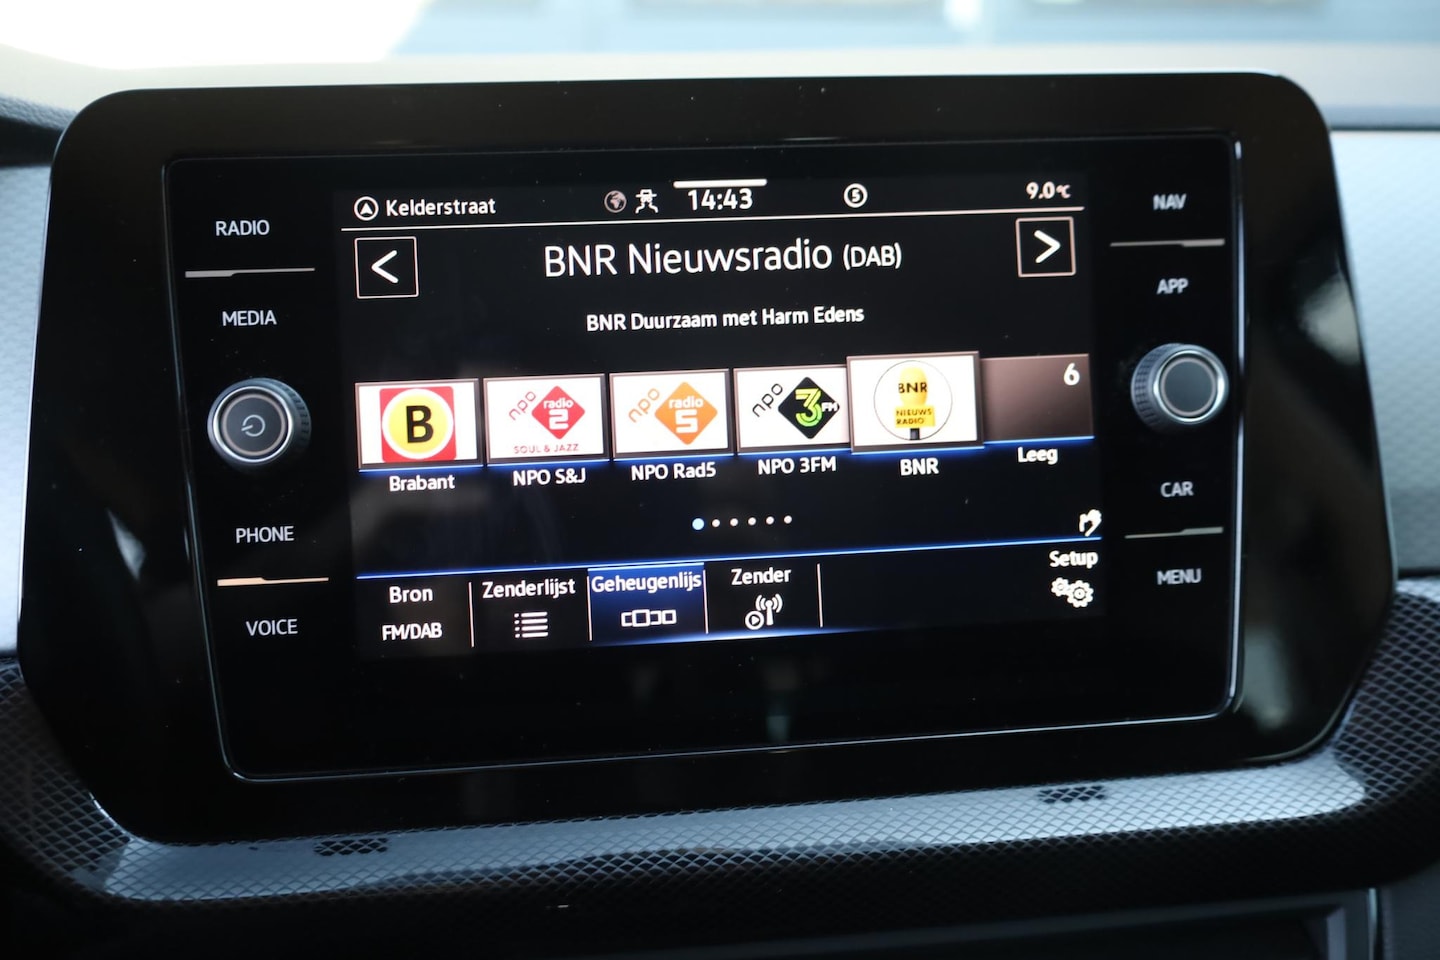 RADIO
MEDIA
PHONE
VOICE
Kelderstraat
14:43
5
9.0°C
BNR Nieuwsradio (DAB)
BNR Duurzaam met Harm Edens
B
npo radio 2
SOUL & JAZZ
npo radio 5
npo 3FM
BNR
NIEUWS
RADIO
6
Brabant
NPO S&J
NPO Rad5
NPO 3FM
BNR
Leeg
Bron
FM/DAB
Zenderlijst
Geheugenlijs
Zender
Setup
NAV
APP
CAR
MENU